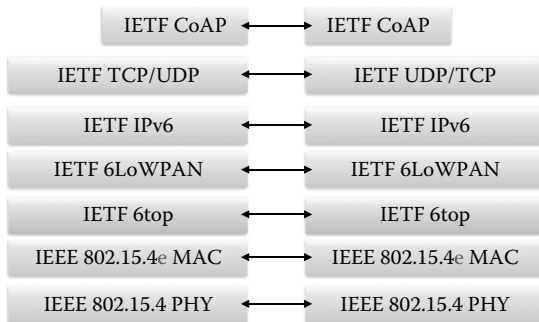 IETF CoAP IETF CoAP
IETF TCP/UDP IETF UDP/TCP
IETF IPv6 IETF IPv6
IETF 6LoWPAN IETF 6LoWPAN
IETF 6top IETF 6top
IEEE 802.15.4e MAC IEEE 802.15.4e MAC
IEEE 802.15.4 PHY IEEE 802.15.4 PHY